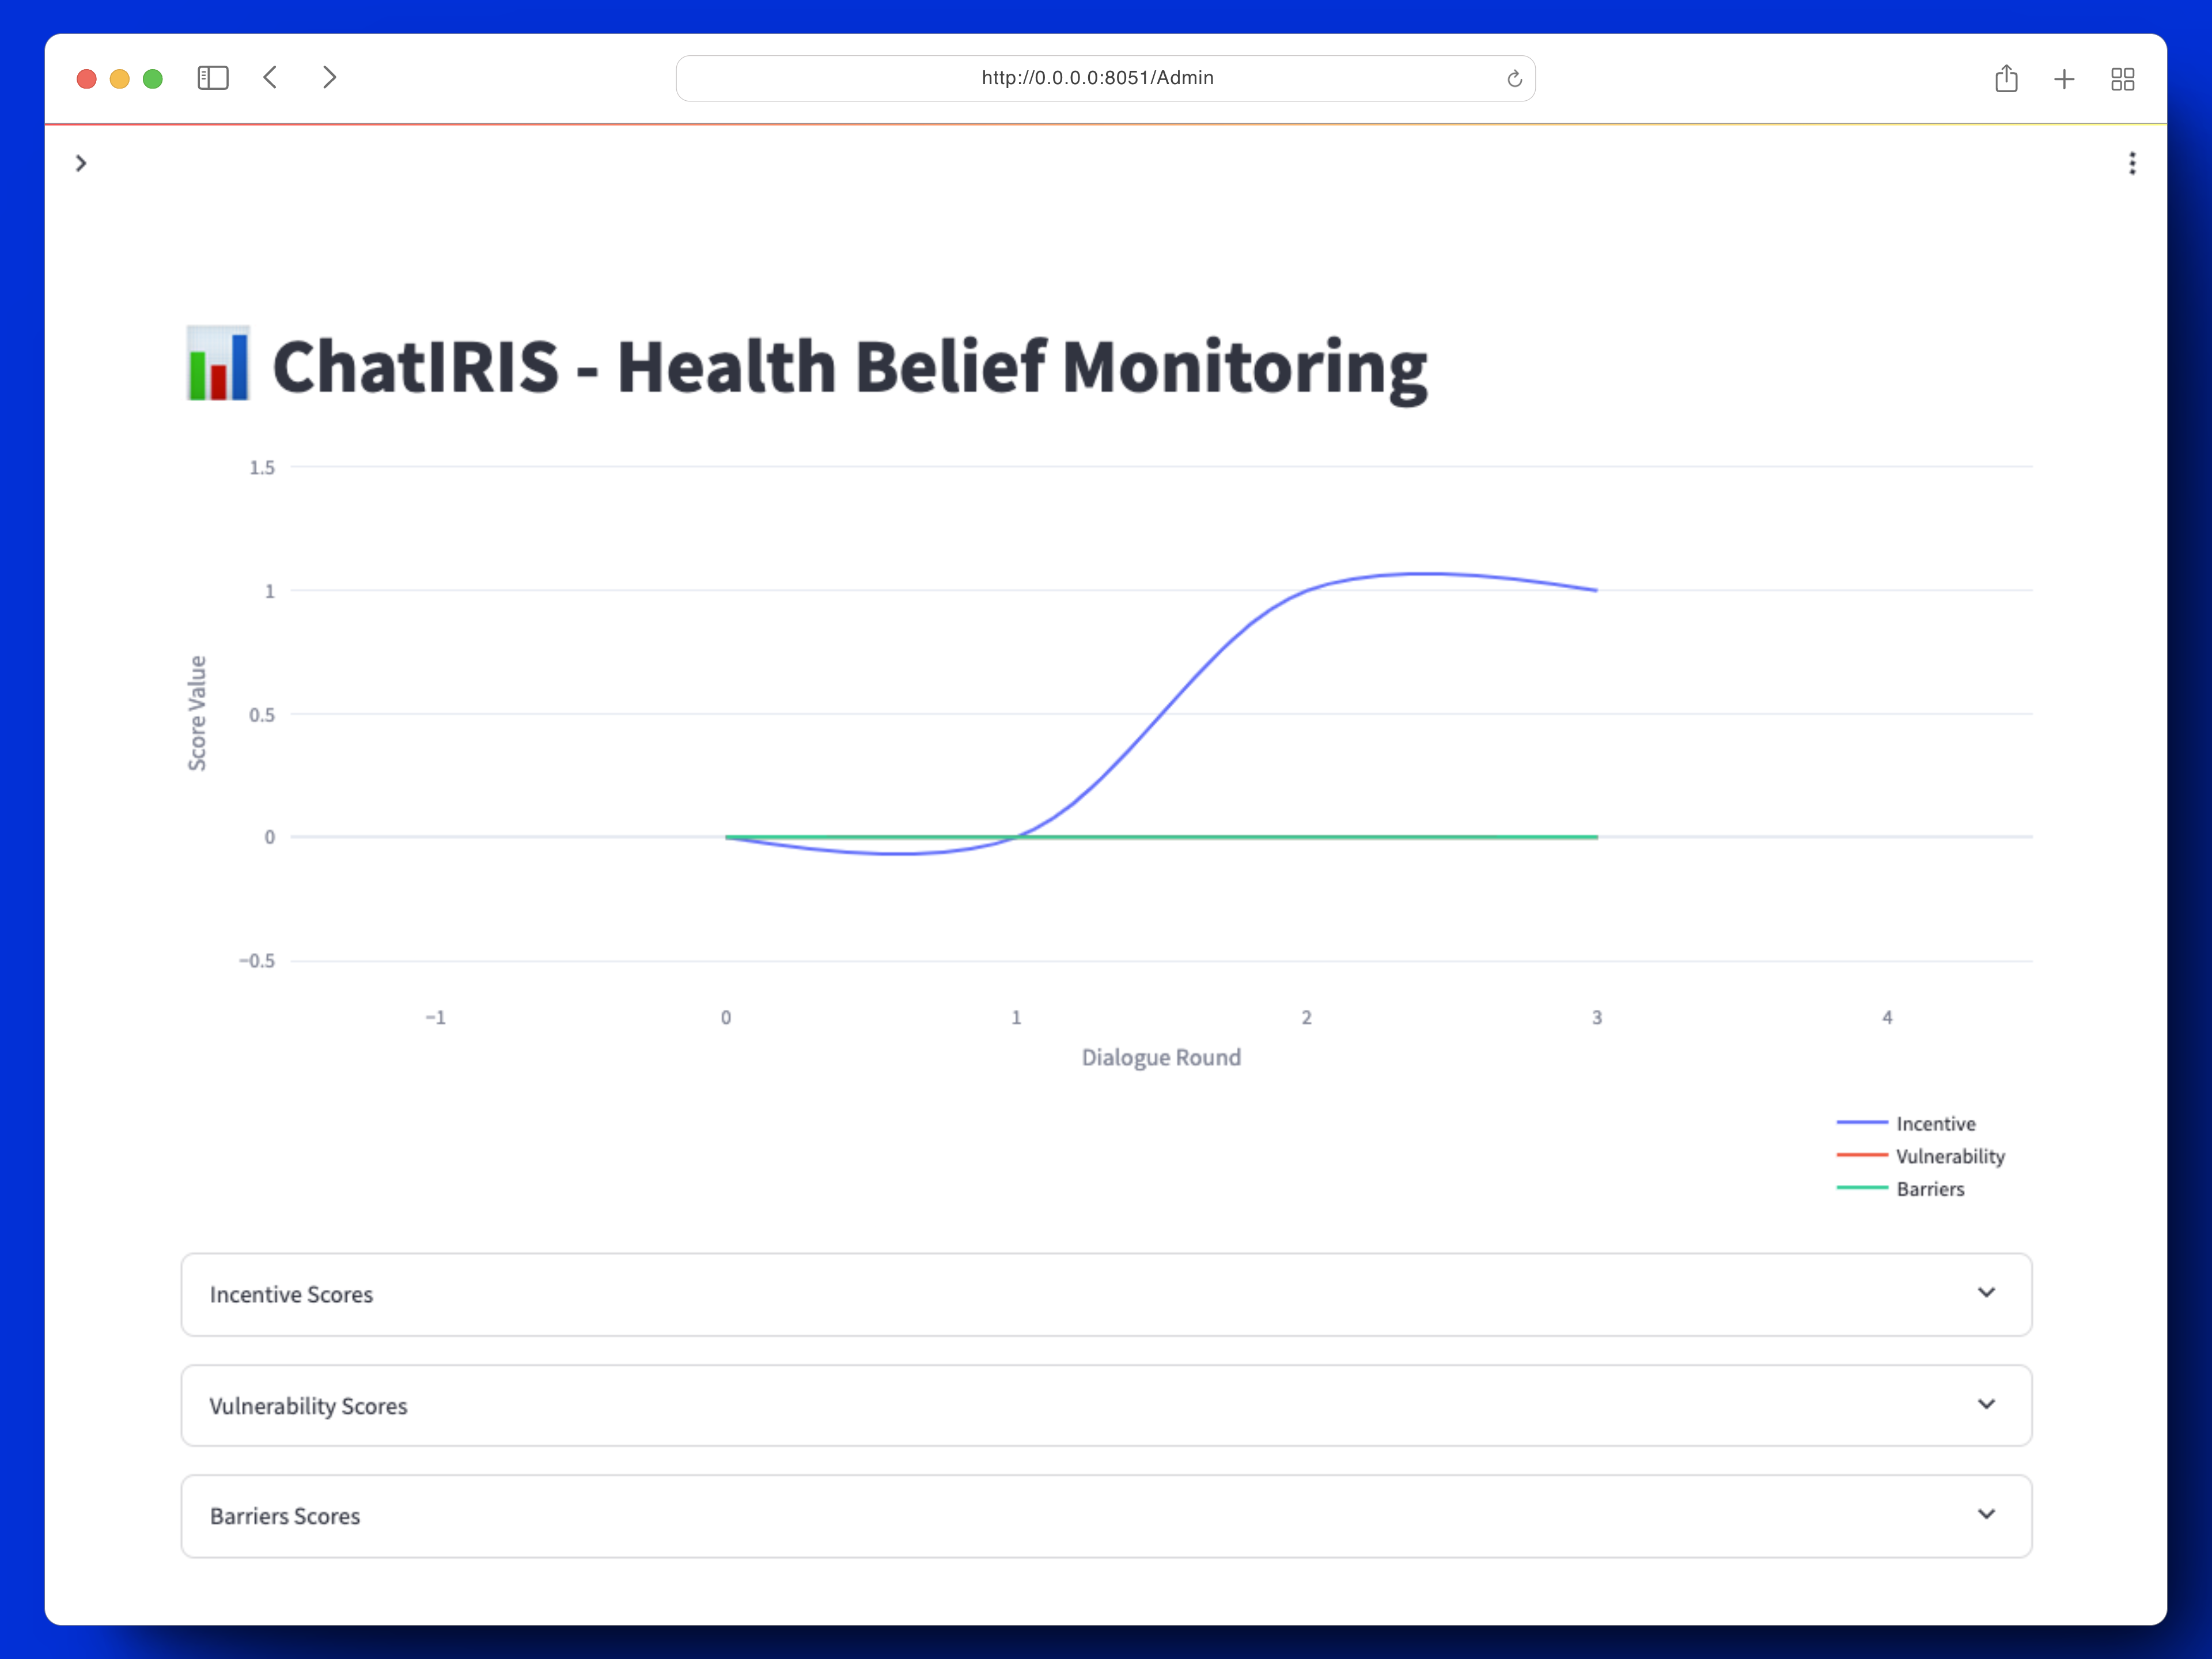 http://0.0.0.0:8051/Admin
ChatIRIS - Health Belief Monitoring
1.5
1
0.5
0
−0.5
Score Value
−1
0
1
2
3
4
Dialogue Round
Incentive
Vulnerability
Barriers
Incentive Scores
Vulnerability Scores
Barriers Scores